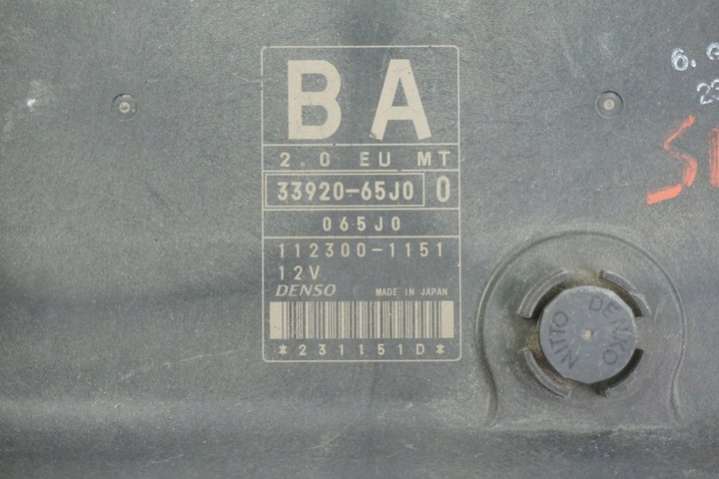 BA
2.0 EU MT
33920-65J0 0
065J0
112300-1151
12V
DENSO MADE IN JAPAN
*231151D*
NITTO DENKO
6.